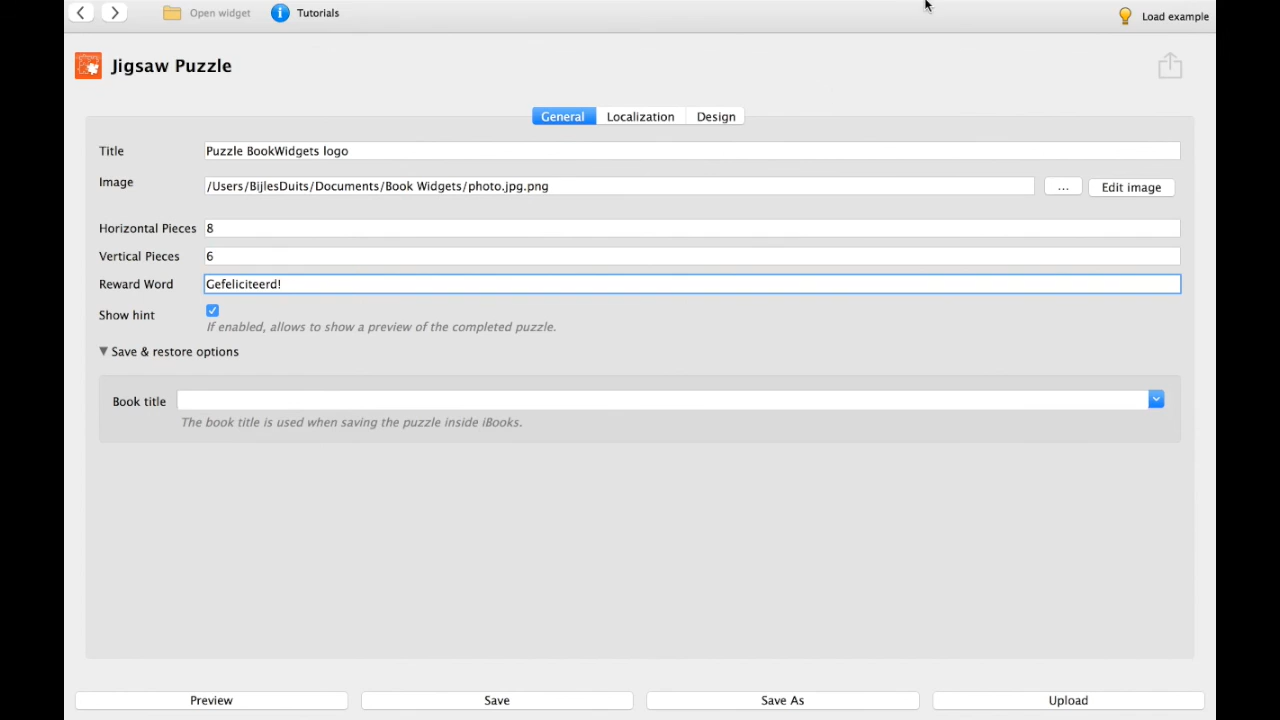 Open widget
Tutorials
Load example
Jigsaw Puzzle
General
Localization
Design
Title
Puzzle BookWidgets logo
Image
/Users/BijlesDuits/Documents/Book Widgets/photo.jpg.png
...
Edit image
Horizontal Pieces
8
Vertical Pieces
6
Reward Word
Gefeliciteerd!
Show hint
If enabled, allows to show a preview of the completed puzzle.
Save & restore options
Book title
The book title is used when saving the puzzle inside iBooks.
Preview
Save
Save As
Upload